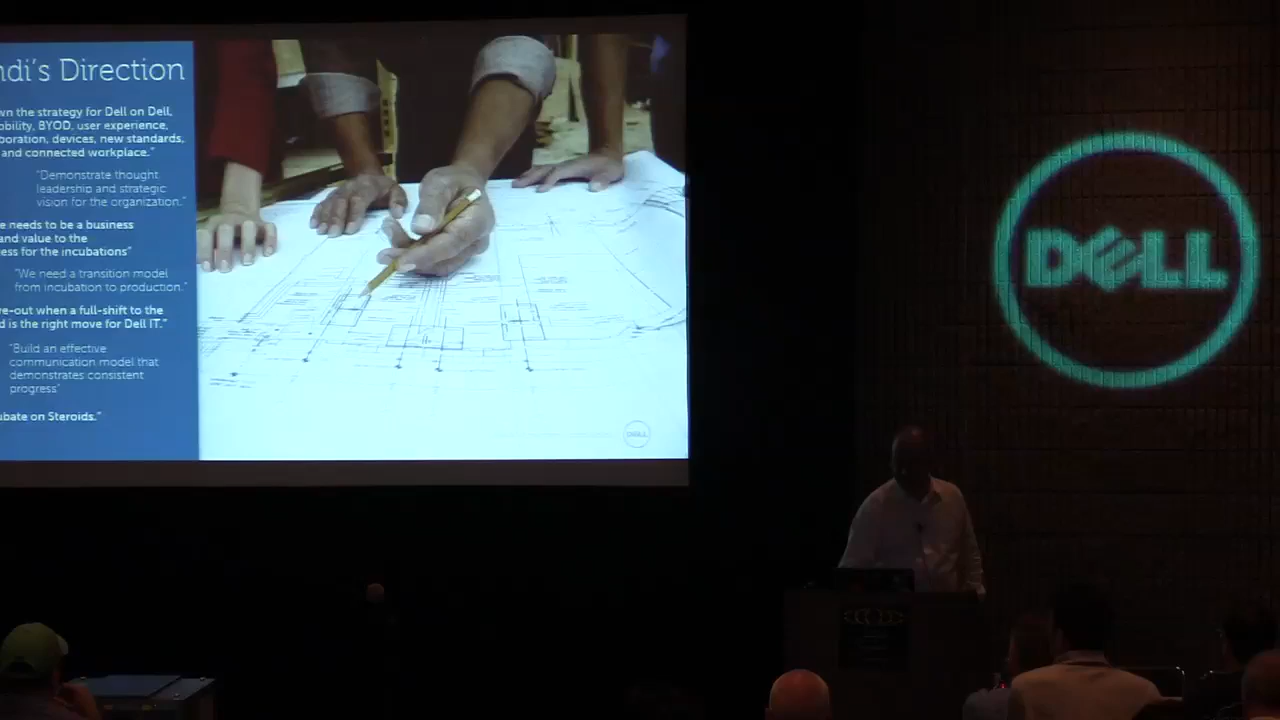 ndi's Direction
wn the strategy for Dell on Dell,
obility, BYOD, user experience,
boration, devices, new standards,
and connected workplace."
"Demonstrate thought
leadership and strategic
vision for the organization."
e needs to be a business
and value to the
ess for the incubations"
"We need a transition model
from incubation to production."
ve-out when a full-shift to the
d is the right move for Dell IT."
"Build an effective
communication model that
demonstrates consistent
progress"
ubate on Steroids."
DELL
DELL